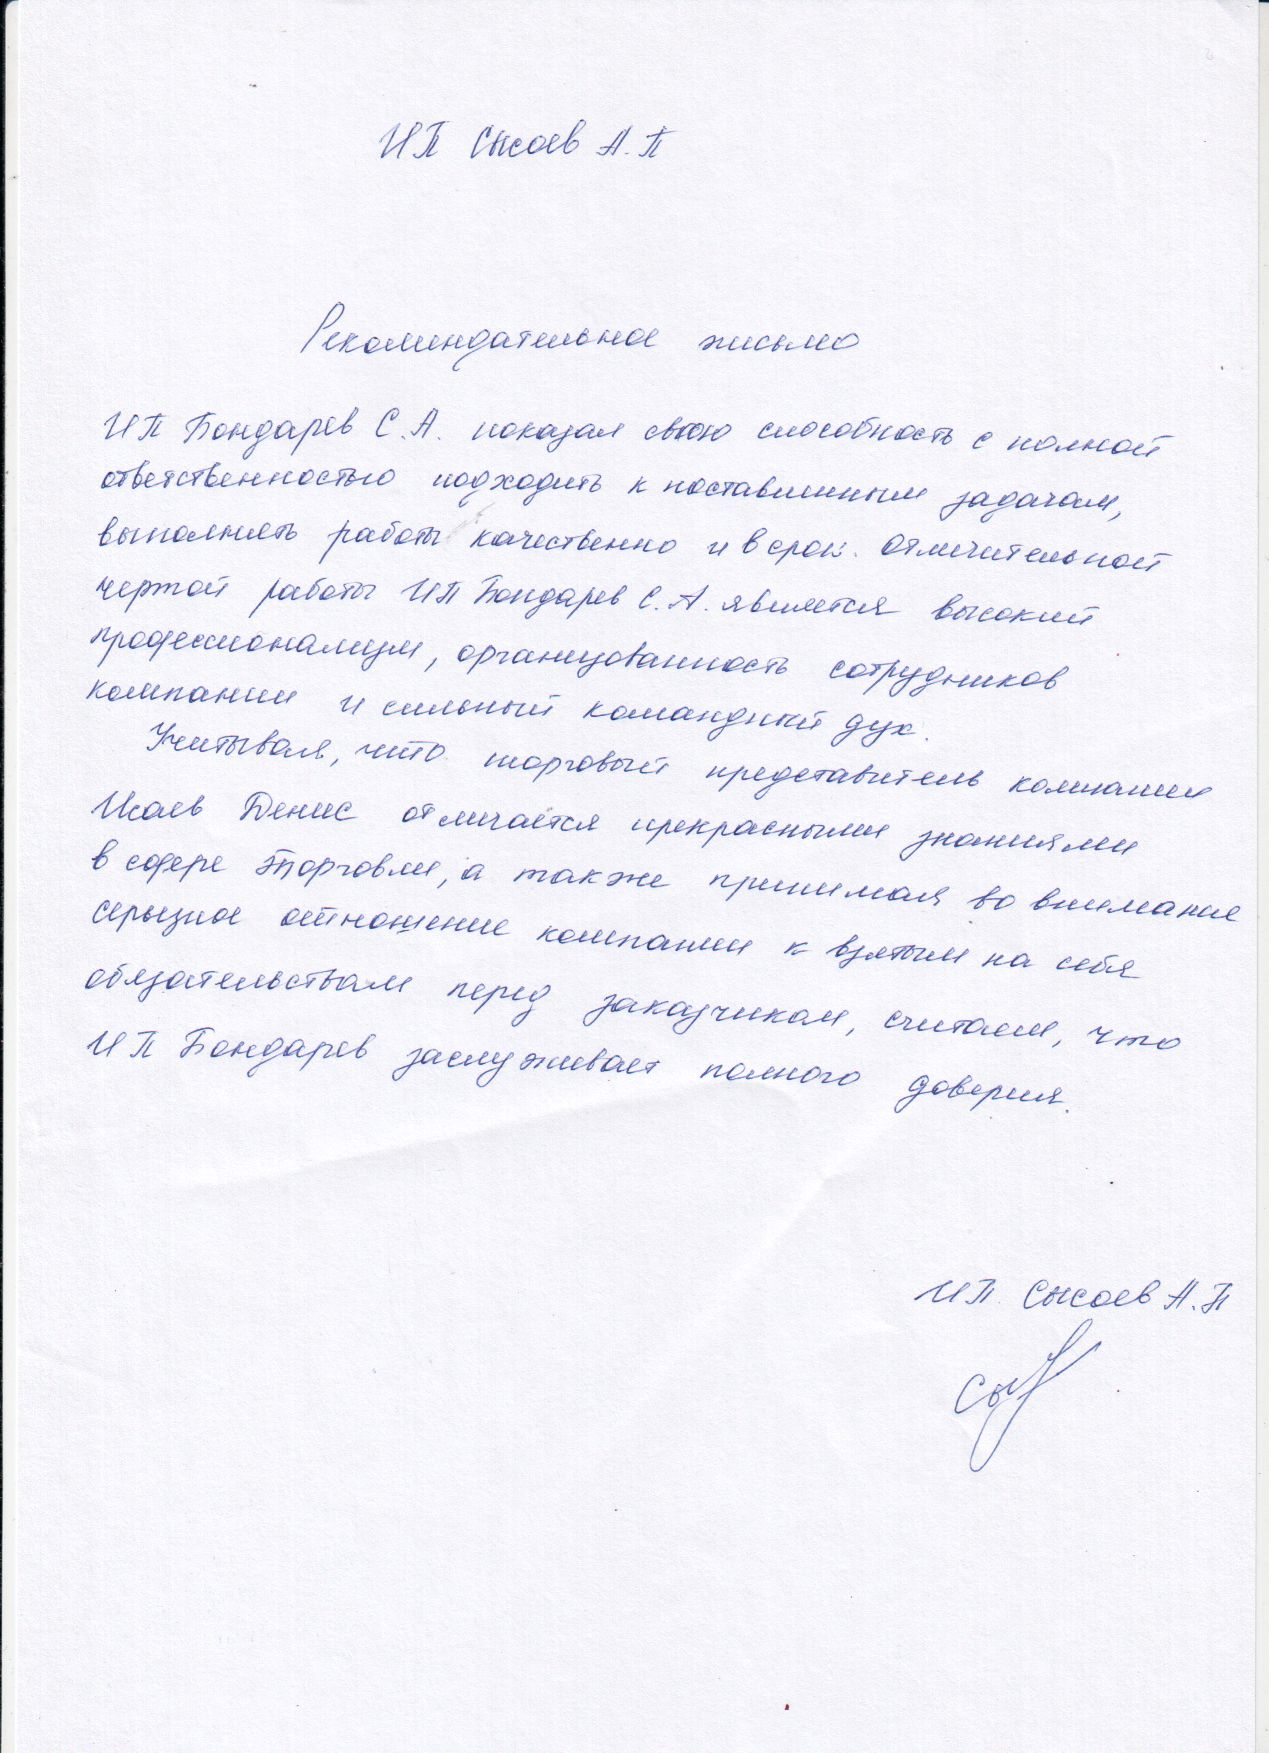 ИП Сысоев А.П
Рекомендательное письмо
ИП Бондарев С.А. показал свою способность с полной
ответственностью подходить к поставленным задачам,
выполнять работы качественно и в срок. Отличительной
чертой работы ИП Бондарев С.А. является высокий
профессионализм, организованность сотрудников
компании и сильный командный дух.
Учитывая, что торговый представитель компании
Исаев Денис отличается прекрасными знаниями
в сфере торговли, а также принимая во внимание
серьезное отношение компании к взятым на себя
обязательствам перед заказчиком, считаем, что
ИП Бондарев заслуживает полного доверия.
ИП. Сысоев А.П